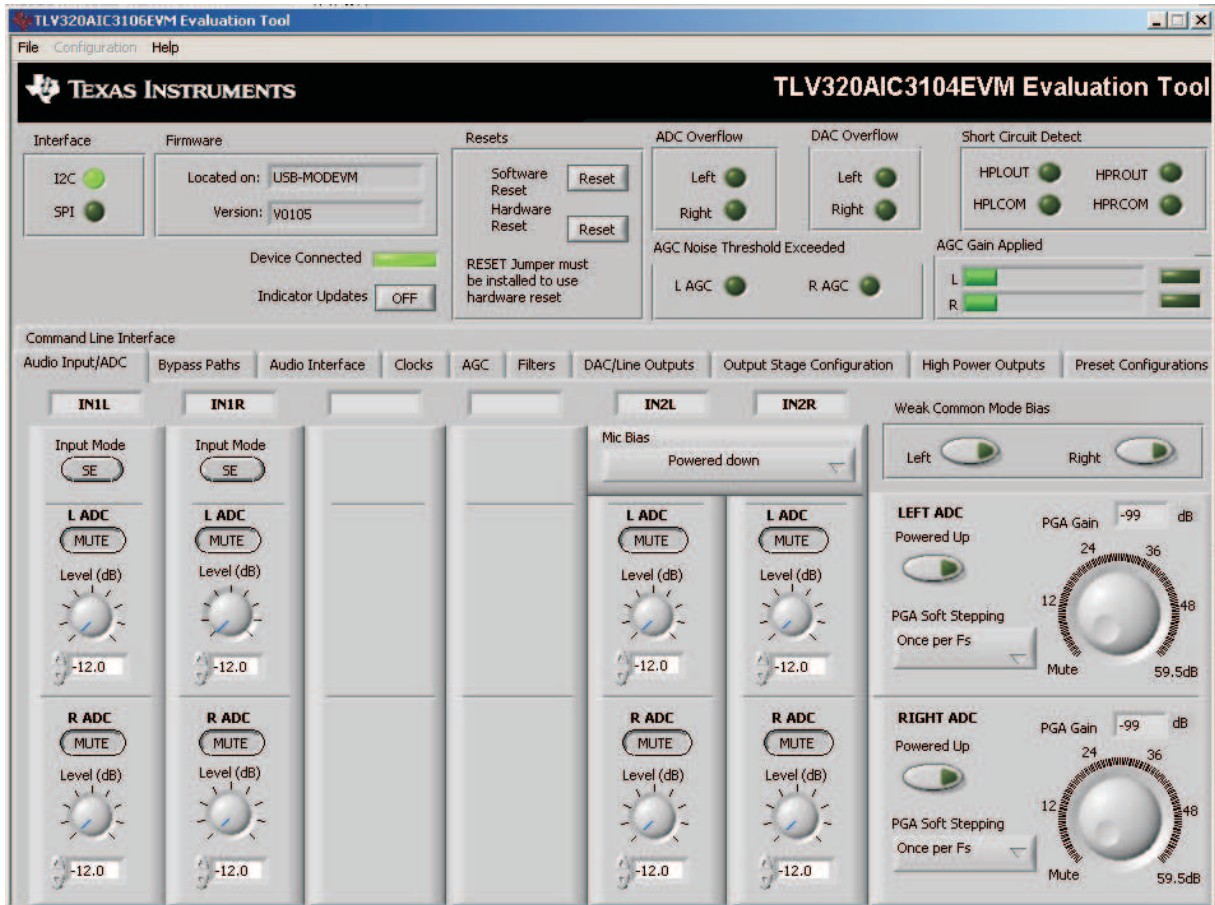 TLV320AIC3106EVM Evaluation Tool
File Configuration Help
TEXAS INSTRUMENTS
TLV320AIC3104EVM Evaluation Tool
Interface
I2C
SPI
Firmware
Located on: USB-MODEVM
Version: V0105
Device Connected
Indicator Updates OFF
Resets
Software Reset Reset
Hardware Reset Reset
RESET Jumper must
be installed to use
hardware reset
ADC Overflow
Left
Right
DAC Overflow
Left
Right
Short Circuit Detect
HPLOUT HPROUT
HPLCOM HPRCOM
AGC Noise Threshold Exceeded
L AGC R AGC
AGC Gain Applied
L
R
Command Line Interface
Audio Input/ADC Bypass Paths Audio Interface Clocks AGC Filters DAC/Line Outputs Output Stage Configuration High Power Outputs Preset Configurations
IN1L IN1R IN2L IN2R
Input Mode Input Mode
SE SE
Mic Bias
Powered down
Weak Common Mode Bias
Left Right
L ADC L ADC L ADC L ADC
MUTE MUTE MUTE MUTE
Level (dB) Level (dB) Level (dB) Level (dB)
-12.0 -12.0 -12.0 -12.0
LEFT ADC
Powered Up
PGA Gain -99 dB
PGA Soft Stepping
Once per Fs
24 36
12 48
Mute 59.5dB
R ADC R ADC R ADC R ADC
MUTE MUTE MUTE MUTE
Level (dB) Level (dB) Level (dB) Level (dB)
-12.0 -12.0 -12.0 -12.0
RIGHT ADC
Powered Up
PGA Gain -99 dB
PGA Soft Stepping
Once per Fs
24 36
12 48
Mute 59.5dB